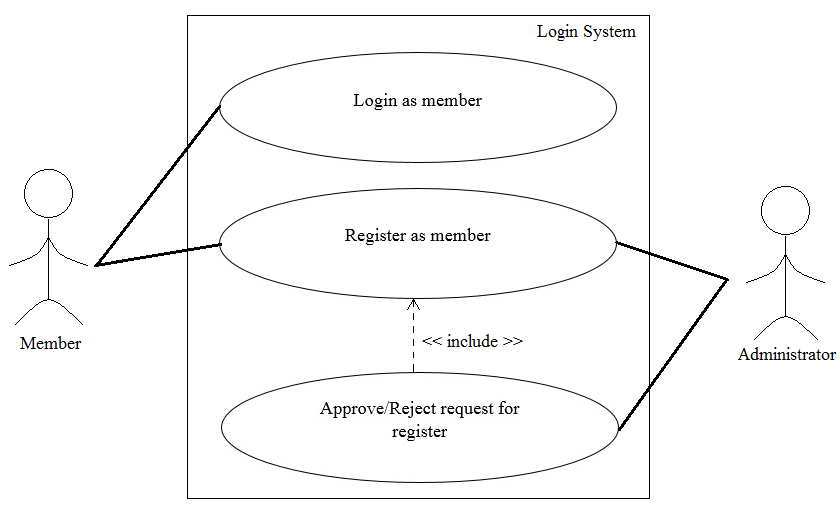 Login System
Login as member
Register as member
Member
<< include >>
Administrator
Approve/Reject request for
register